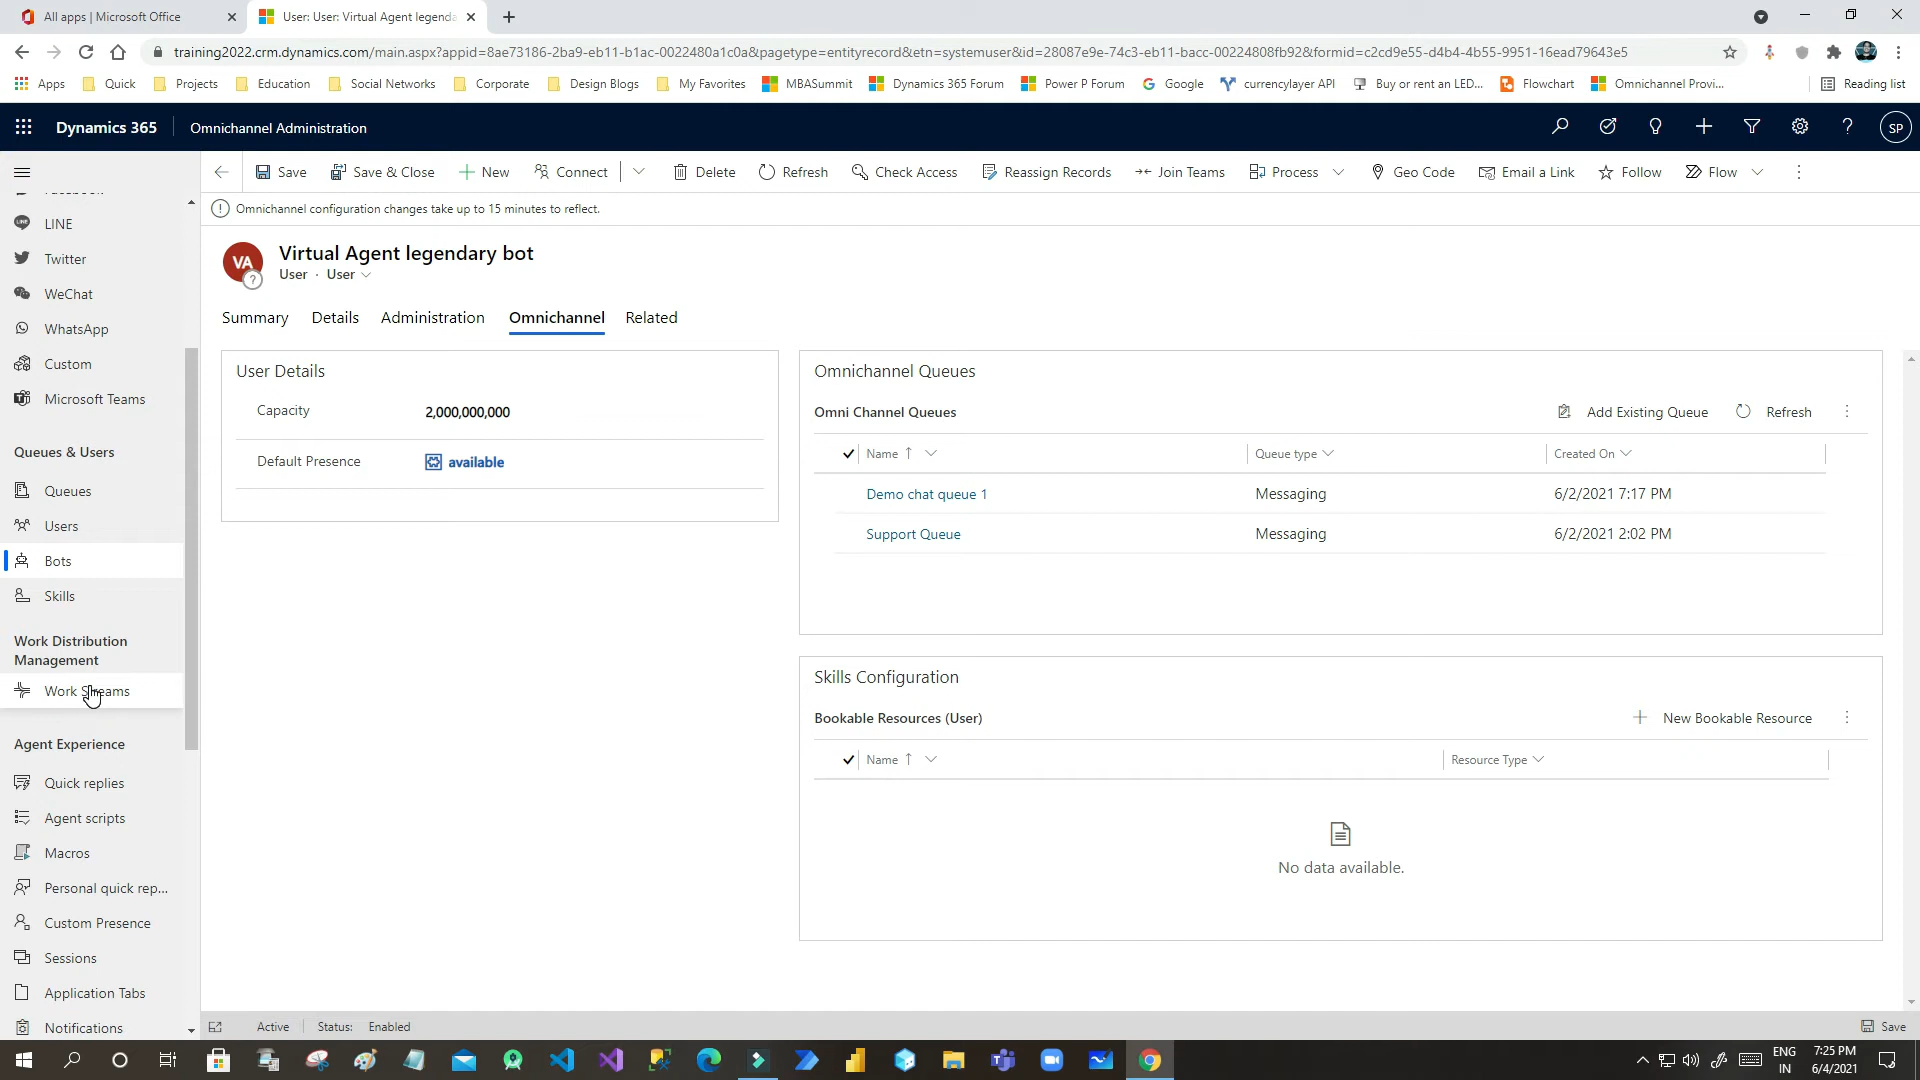 All apps | Microsoft Office
User: User: Virtual Agent legenda
training2022.crm.dynamics.com/main.aspx?appid=8ae73186-2ba9-eb11-b1ac-0022480a1c0a&pagetype=entityrecord&etn=systemuser&id=28087e9e-74c3-eb11-bacc-00224808fb92&formid=c2cd9e55-d4b4-4b55-9951-16ead79643e5
Apps Quick Projects Education Social Networks Corporate Design Blogs My Favorites MBASummit Dynamics 365 Forum Power P Forum Google currencylayer API Buy or rent an LED... Flowchart Omnichannel Provi... Reading list
Dynamics 365 Omnichannel Administration SP
Save Save & Close New Connect Delete Refresh Check Access Reassign Records Join Teams Process Geo Code Email a Link Follow Flow
Omnichannel configuration changes take up to 15 minutes to reflect.
LINE
Twitter
WeChat
WhatsApp
Custom
Microsoft Teams
Queues & Users
Queues
Users
Bots
Skills
Work Distribution
Management
Work Streams
Agent Experience
Quick replies
Agent scripts
Macros
Personal quick rep...
Custom Presence
Sessions
Application Tabs
Notifications
VA
?
Virtual Agent legendary bot
User · User
Summary Details Administration Omnichannel Related
User Details
Capacity 2,000,000,000
Default Presence available
Omnichannel Queues
Omni Channel Queues Add Existing Queue Refresh
Name Queue type Created On
Demo chat queue 1 Messaging 6/2/2021 7:17 PM
Support Queue Messaging 6/2/2021 2:02 PM
Skills Configuration
Bookable Resources (User) New Bookable Resource
Name Resource Type
No data available.
Active Status: Enabled Save
ENG
IN
7:25 PM
6/4/2021